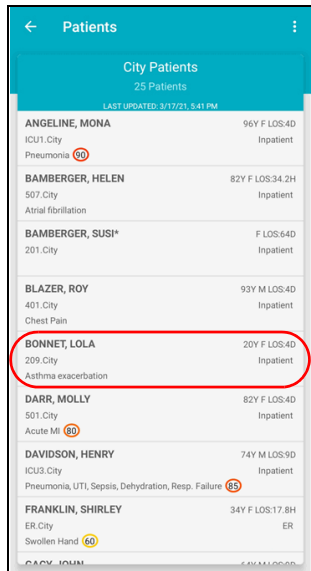 Patients
City Patients
25 Patients
LAST UPDATED: 3/17/21, 5:41 PM
ANGELINE, MONA 96Y F LOS:4D
ICU1.City Inpatient
Pneumonia 90
BAMBERGER, HELEN 82Y F LOS:34.2H
507.City Inpatient
Atrial fibrillation
BAMBERGER, SUSI* F LOS:64D
201.City Inpatient
BLAZER, ROY 93Y M LOS:4D
401.City Inpatient
Chest Pain
BONNET, LOLA 20Y F LOS:4D
209.City Inpatient
Asthma exacerbation
DARR, MOLLY 82Y F LOS:4D
501.City Inpatient
Acute MI 80
DAVIDSON, HENRY 74Y M LOS:9D
ICU3.City Inpatient
Pneumonia, UTI, Sepsis, Dehydration, Resp. Failure 85
FRANKLIN, SHIRLEY 34Y F LOS:17.8H
ER.City ER
Swollen Hand 60